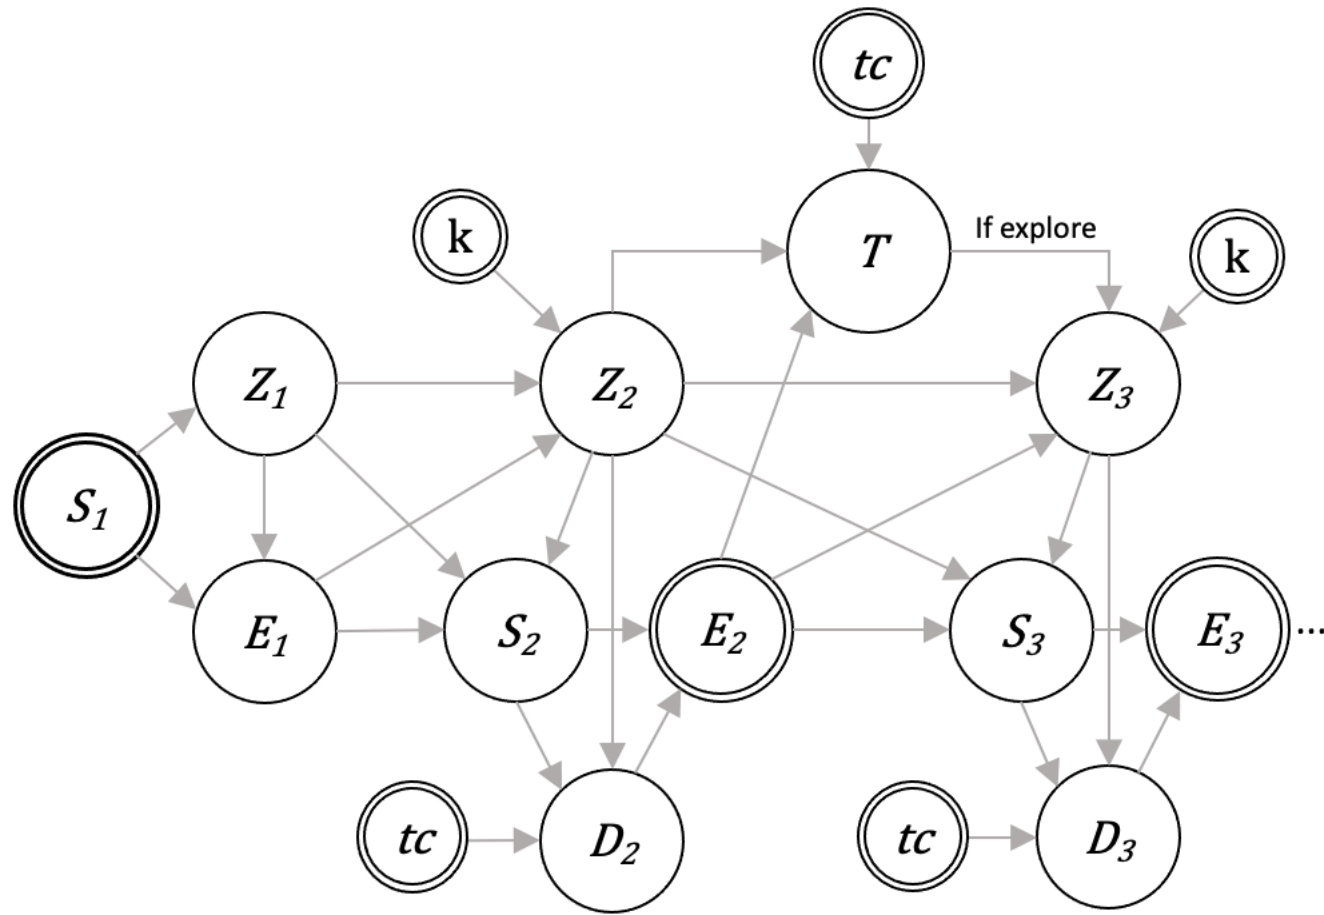 tc
If explore
k
T
k
Z₁
Z₂
Z₃
S₁
E₁
S₂
E₂
S₃
E₃
...
tc
D₂
tc
D₃